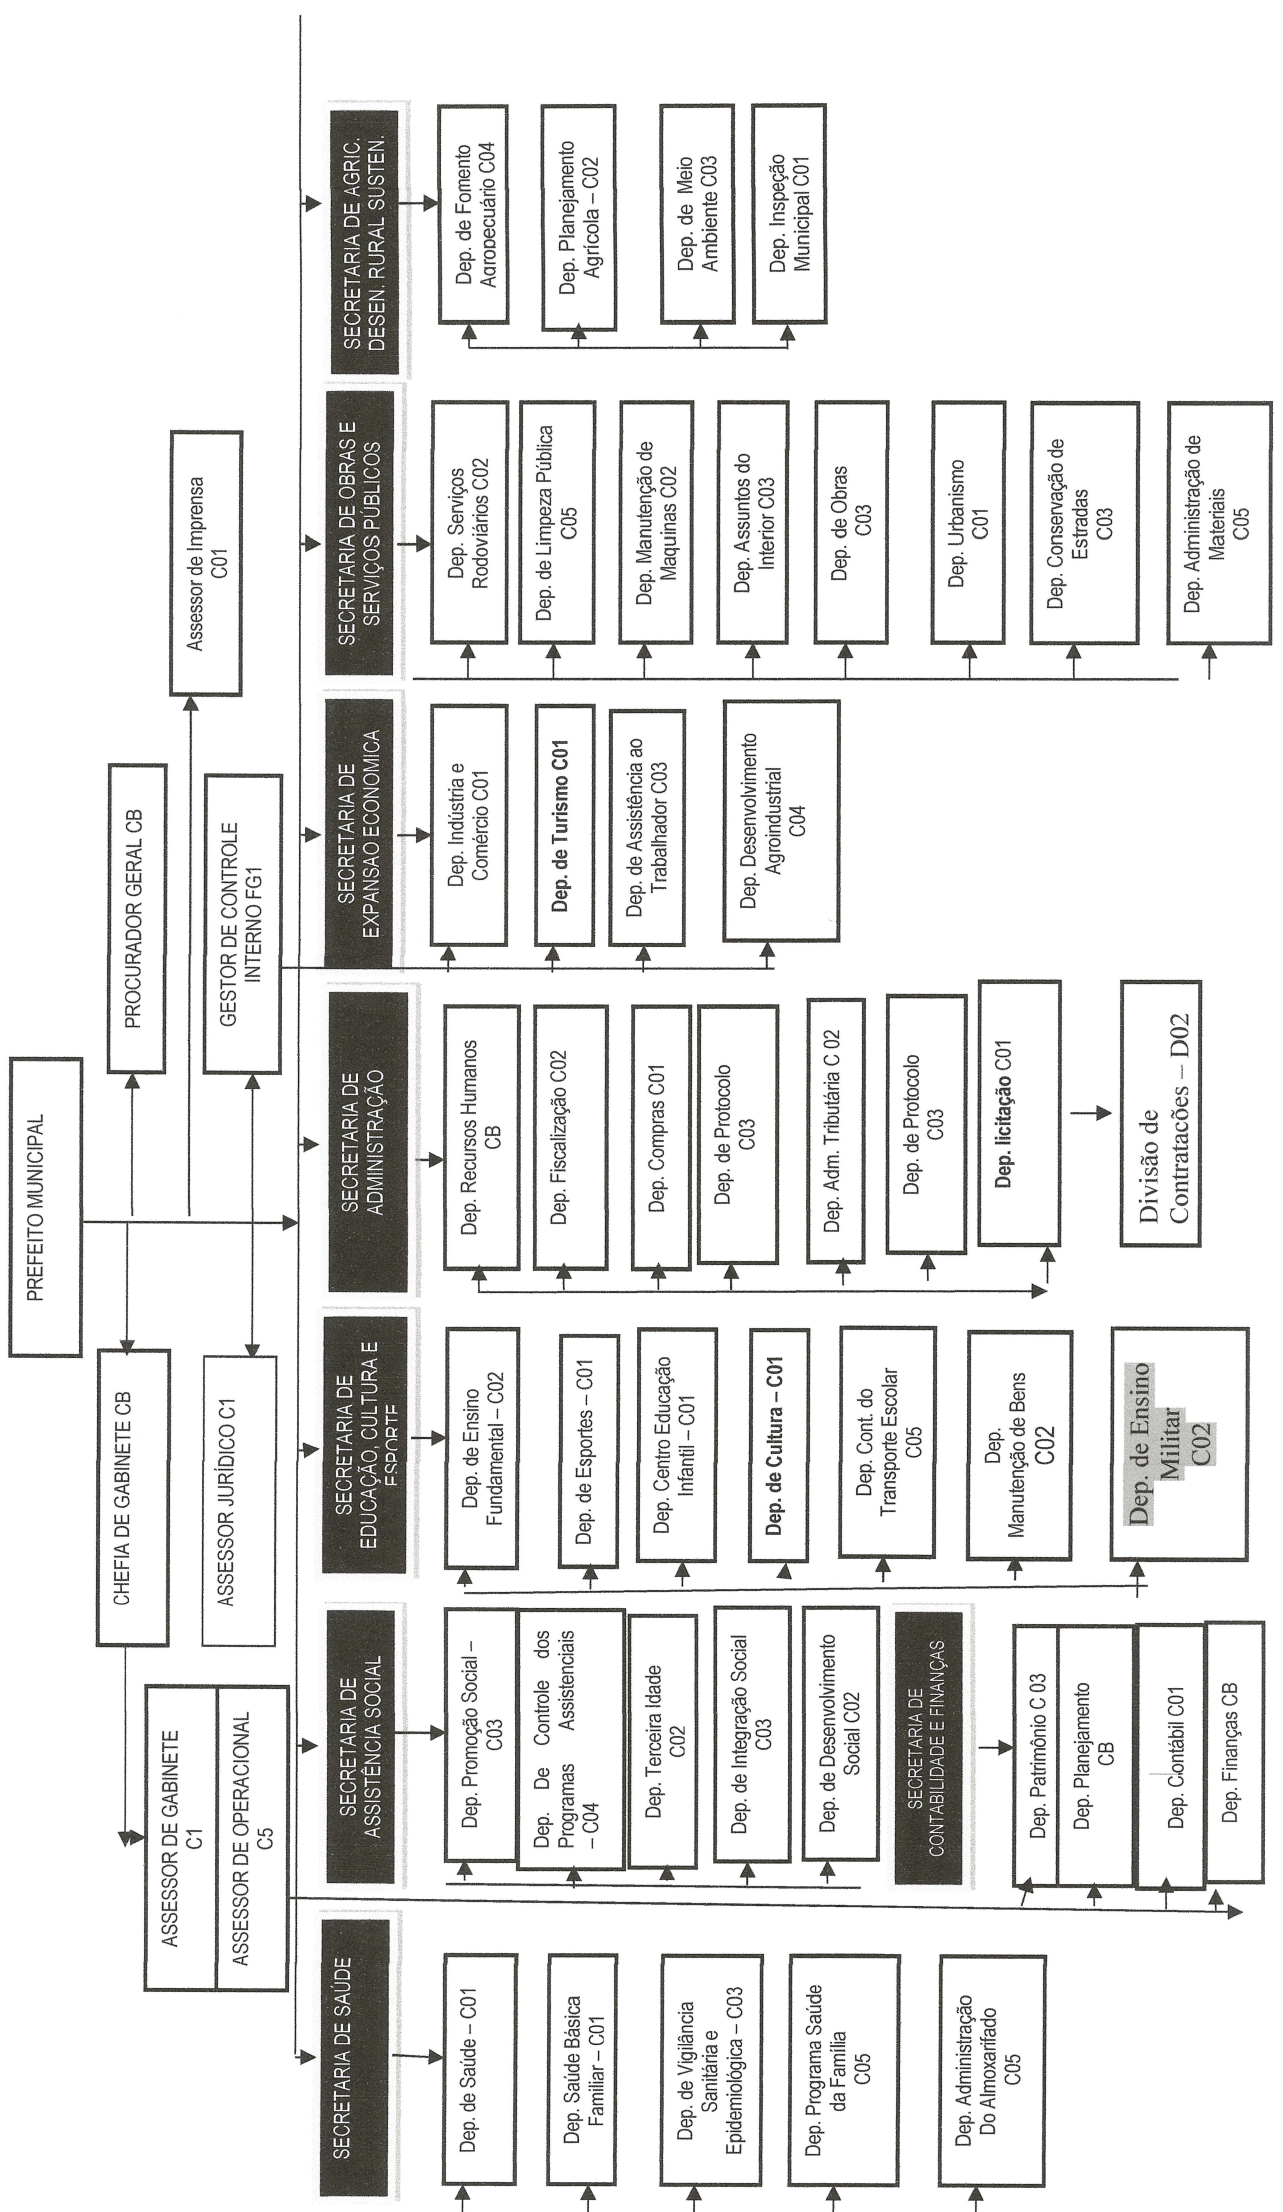 PREFEITO MUNICIPAL
CHEFIA DE GABINETE CB
PROCURADOR GERAL CB
ASSESSOR DE GABINETE
C1
ASSESSOR DE OPERACIONAL
C5
ASSESSOR JURÍDICO C1
GESTOR DE CONTROLE
INTERNO FG1
Assessor de Imprensa
C01
SECRETARIA DE SAÚDE
Dep. de Saúde – C01
Dep. Saúde Básica
Familiar – C01
Dep. de Vigilância
Sanitária e
Epidemiológica – C03
Dep. Programa Saúde
da Família
C05
Dep. Administração
Do Almoxarifado
C05
SECRETARIA DE
ASSISTÊNCIA SOCIAL
Dep. Promoção Social –
C03
Dep. De Controle dos
Programas Assistenciais
– C04
Dep. Terceira Idade
C02
Dep. de Integração Social
C03
Dep. de Desenvolvimento
Social C02
SECRETARIA DE
CONTABILIDADE E FINANÇAS
Dep. Patrimônio C 03
Dep. Planejamento
CB
Dep. Contábil C01
Dep. Finanças CB
SECRETARIA DE
EDUCAÇÃO, CULTURA E
ESPORTE
Dep. de Ensino
Fundamental – C02
Dep. de Esportes – C01
Dep. Centro Educação
Infantil – C01
Dep. de Cultura – C01
Dep. Cont. do
Transporte Escolar
C05
Dep.
Manutenção de Bens
C02
Dep. de Ensino
Militar
C02
SECRETARIA DE
ADMINISTRAÇÃO
Dep. Recursos Humanos
CB
Dep. Fiscalização C02
Dep. Compras C01
Dep. de Protocolo
C03
Dep. Adm. Tributária C 02
Dep. de Protocolo
C03
Dep. licitação C01
Divisão de
Contratacões – D02
SECRETARIA DE
EXPANSAO ECONOMICA
Dep. Indústria e
Comércio C01
Dep. de Turismo C01
Dep. de Assistência ao
Trabalhador C03
Dep. Desenvolvimento
Agroindustrial
C04
SECRETARIA DE OBRAS E
SERVIÇOS PÚBLICOS
Dep. Serviços
Rodoviários C02
Dep. de Limpeza Pública
C05
Dep. Manutenção de
Maquinas C02
Dep. Assuntos do
Interior C03
Dep. de Obras
C03
Dep. Urbanismo
C01
Dep. Conservação de
Estradas
C03
Dep. Administração de
Materiais
C05
SECRETARIA DE AGRIC.
DESEN. RURAL SUSTEN.
Dep. de Fomento
Agropecuário C04
Dep. Planejamento
Agrícola – C02
Dep. de Meio
Ambiente C03
Dep. Inspeção
Municipal C01